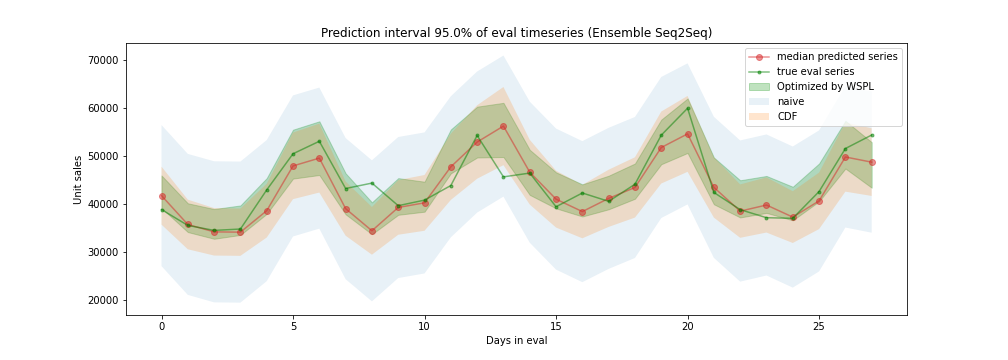 Prediction interval 95.0% of eval timeseries (Ensemble Seq2Seq)
70000
60000
50000
40000
30000
20000
Unit sales
0
5
10
15
20
25
Days in eval
median predicted series
true eval series
Optimized by WSPL
naive
CDF